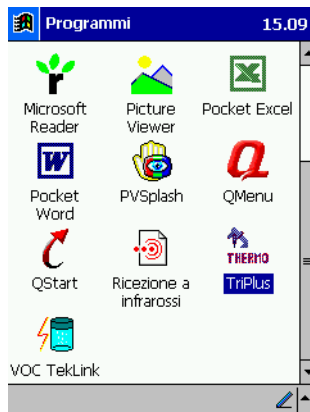 Programmi 15.09
Microsoft Reader
Picture Viewer
Pocket Excel
Pocket Word
PVSplash
QMenu
QStart
Ricezione a infrarossi
THERMO
TriPlus
VOC TekLink